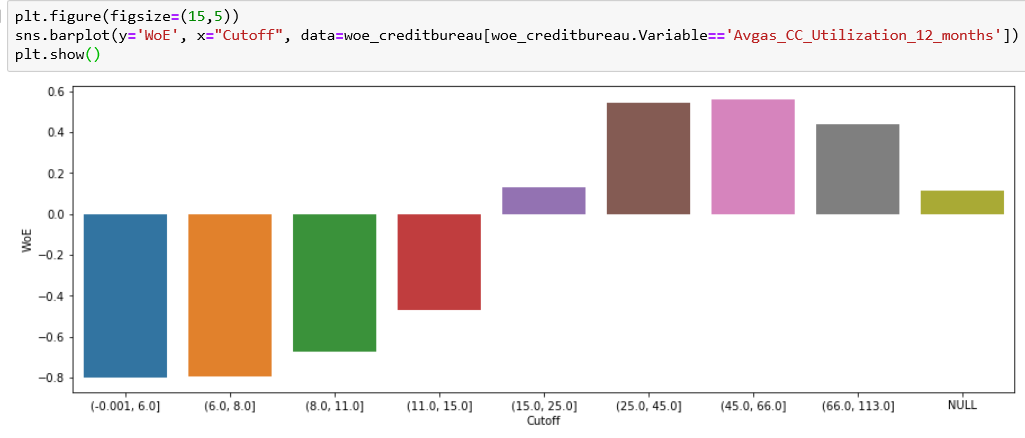 plt.figure(figsize=(15,5))
sns.barplot(y='WoE', x="Cutoff", data=woe_creditbureau[woe_creditbureau.Variable=='Avgas_CC_Utilization_12_months'])
plt.show()
0.6
0.4
0.2
0.0
−0.2
−0.4
−0.6
−0.8
WoE
(-0.001, 6.0] (6.0, 8.0] (8.0, 11.0] (11.0, 15.0] (15.0, 25.0] (25.0, 45.0] (45.0, 66.0] (66.0, 113.0] NULL
Cutoff